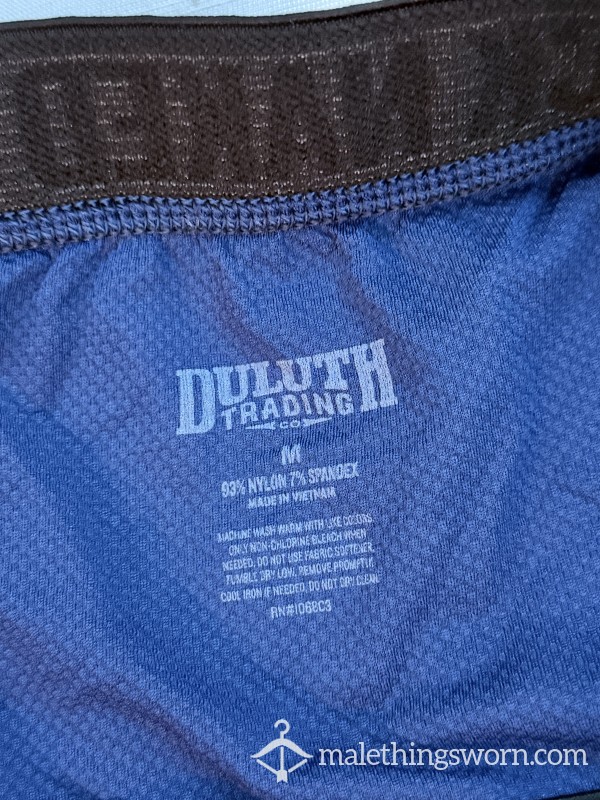 DULUTH
TRADING
CO
M
93% NYLON 7% SPANDEX
MADE IN VIETNAM
MACHINE WASH WARM WITH LIKE COLORS.
ONLY NON-CHLORINE BLEACH WHEN
NEEDED. DO NOT USE FABRIC SOFTENER.
TUMBLE DRY LOW. REMOVE PROMPTLY.
COOL IRON IF NEEDED. DO NOT DRY CLEAN.
malethingsworn.com